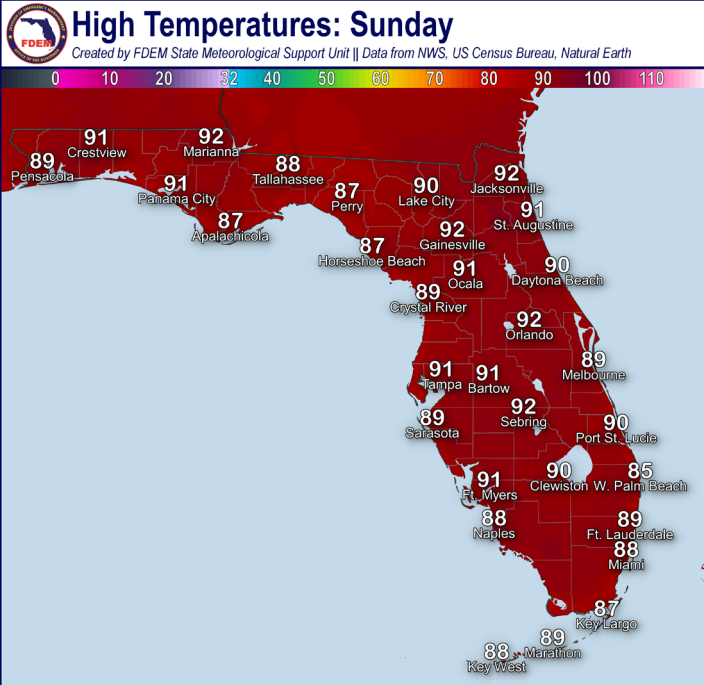 High Temperatures: Sunday
Created by FDEM State Meteorological Support Unit || Data from NWS, US Census Bureau, Natural Earth
FDEM
0 10 20 32 40 50 60 70 80 90 100 110
91
Crestview
92
Marianna
89
Pensacola
88
Tallahassee
92
Jacksonville
91
Panama City
87
Perry
90
Lake City
87
Apalachicola
91
St. Augustine
92
Gainesville
87
Horseshoe Beach
91
Ocala
90
Daytona Beach
89
Crystal River
92
Orlando
89
Melbourne
91
Tampa
91
Bartow
92
Sebring
89
Sarasota
90
Port St. Lucie
91
Ft. Myers
90
Clewiston
85
W. Palm Beach
88
Naples
89
Ft. Lauderdale
88
Miami
87
Key Largo
89
Marathon
88
Key West